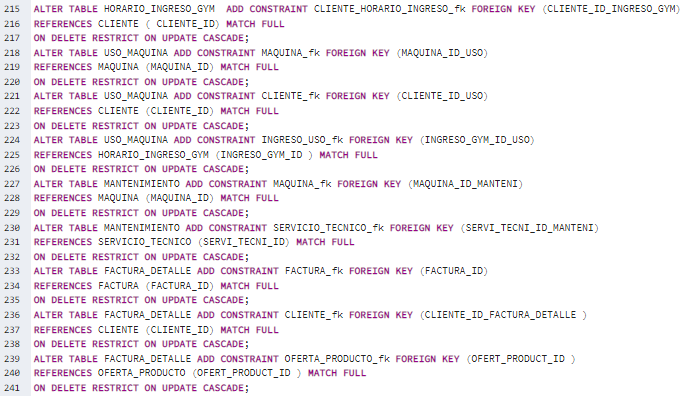 215 ALTER TABLE HORARIO_INGRESO_GYM  ADD CONSTRAINT CLIENTE_HORARIO_INGRESO_fk FOREIGN KEY (CLIENTE_ID_INGRESO_GYM)
216 REFERENCES CLIENTE ( CLIENTE_ID) MATCH FULL
217 ON DELETE RESTRICT ON UPDATE CASCADE;
218 ALTER TABLE USO_MAQUINA ADD CONSTRAINT MAQUINA_fk FOREIGN KEY (MAQUINA_ID_USO)
219 REFERENCES MAQUINA (MAQUINA_ID) MATCH FULL
220 ON DELETE RESTRICT ON UPDATE CASCADE;
221 ALTER TABLE USO_MAQUINA ADD CONSTRAINT CLIENTE_fk FOREIGN KEY (CLIENTE_ID_USO)
222 REFERENCES CLIENTE (CLIENTE_ID) MATCH FULL
223 ON DELETE RESTRICT ON UPDATE CASCADE;
224 ALTER TABLE USO_MAQUINA ADD CONSTRAINT INGRESO_USO_fk FOREIGN KEY (INGRESO_GYM_ID_USO)
225 REFERENCES HORARIO_INGRESO_GYM (INGRESO_GYM_ID ) MATCH FULL
226 ON DELETE RESTRICT ON UPDATE CASCADE;
227 ALTER TABLE MANTENIMIENTO ADD CONSTRAINT MAQUINA_fk FOREIGN KEY (MAQUINA_ID_MANTENI)
228 REFERENCES MAQUINA (MAQUINA_ID) MATCH FULL
229 ON DELETE RESTRICT ON UPDATE CASCADE;
230 ALTER TABLE MANTENIMIENTO ADD CONSTRAINT SERVICIO_TECNICO_fk FOREIGN KEY (SERVI_TECNI_ID_MANTENI)
231 REFERENCES SERVICIO_TECNICO (SERVI_TECNI_ID) MATCH FULL
232 ON DELETE RESTRICT ON UPDATE CASCADE;
233 ALTER TABLE FACTURA_DETALLE ADD CONSTRAINT FACTURA_fk FOREIGN KEY (FACTURA_ID)
234 REFERENCES FACTURA (FACTURA_ID) MATCH FULL
235 ON DELETE RESTRICT ON UPDATE CASCADE;
236 ALTER TABLE FACTURA_DETALLE ADD CONSTRAINT CLIENTE_fk FOREIGN KEY (CLIENTE_ID_FACTURA_DETALLE )
237 REFERENCES CLIENTE (CLIENTE_ID) MATCH FULL
238 ON DELETE RESTRICT ON UPDATE CASCADE;
239 ALTER TABLE FACTURA_DETALLE ADD CONSTRAINT OFERTA_PRODUCTO_fk FOREIGN KEY (OFERT_PRODUCT_ID )
240 REFERENCES OFERTA_PRODUCTO (OFERT_PRODUCT_ID ) MATCH FULL
241 ON DELETE RESTRICT ON UPDATE CASCADE;